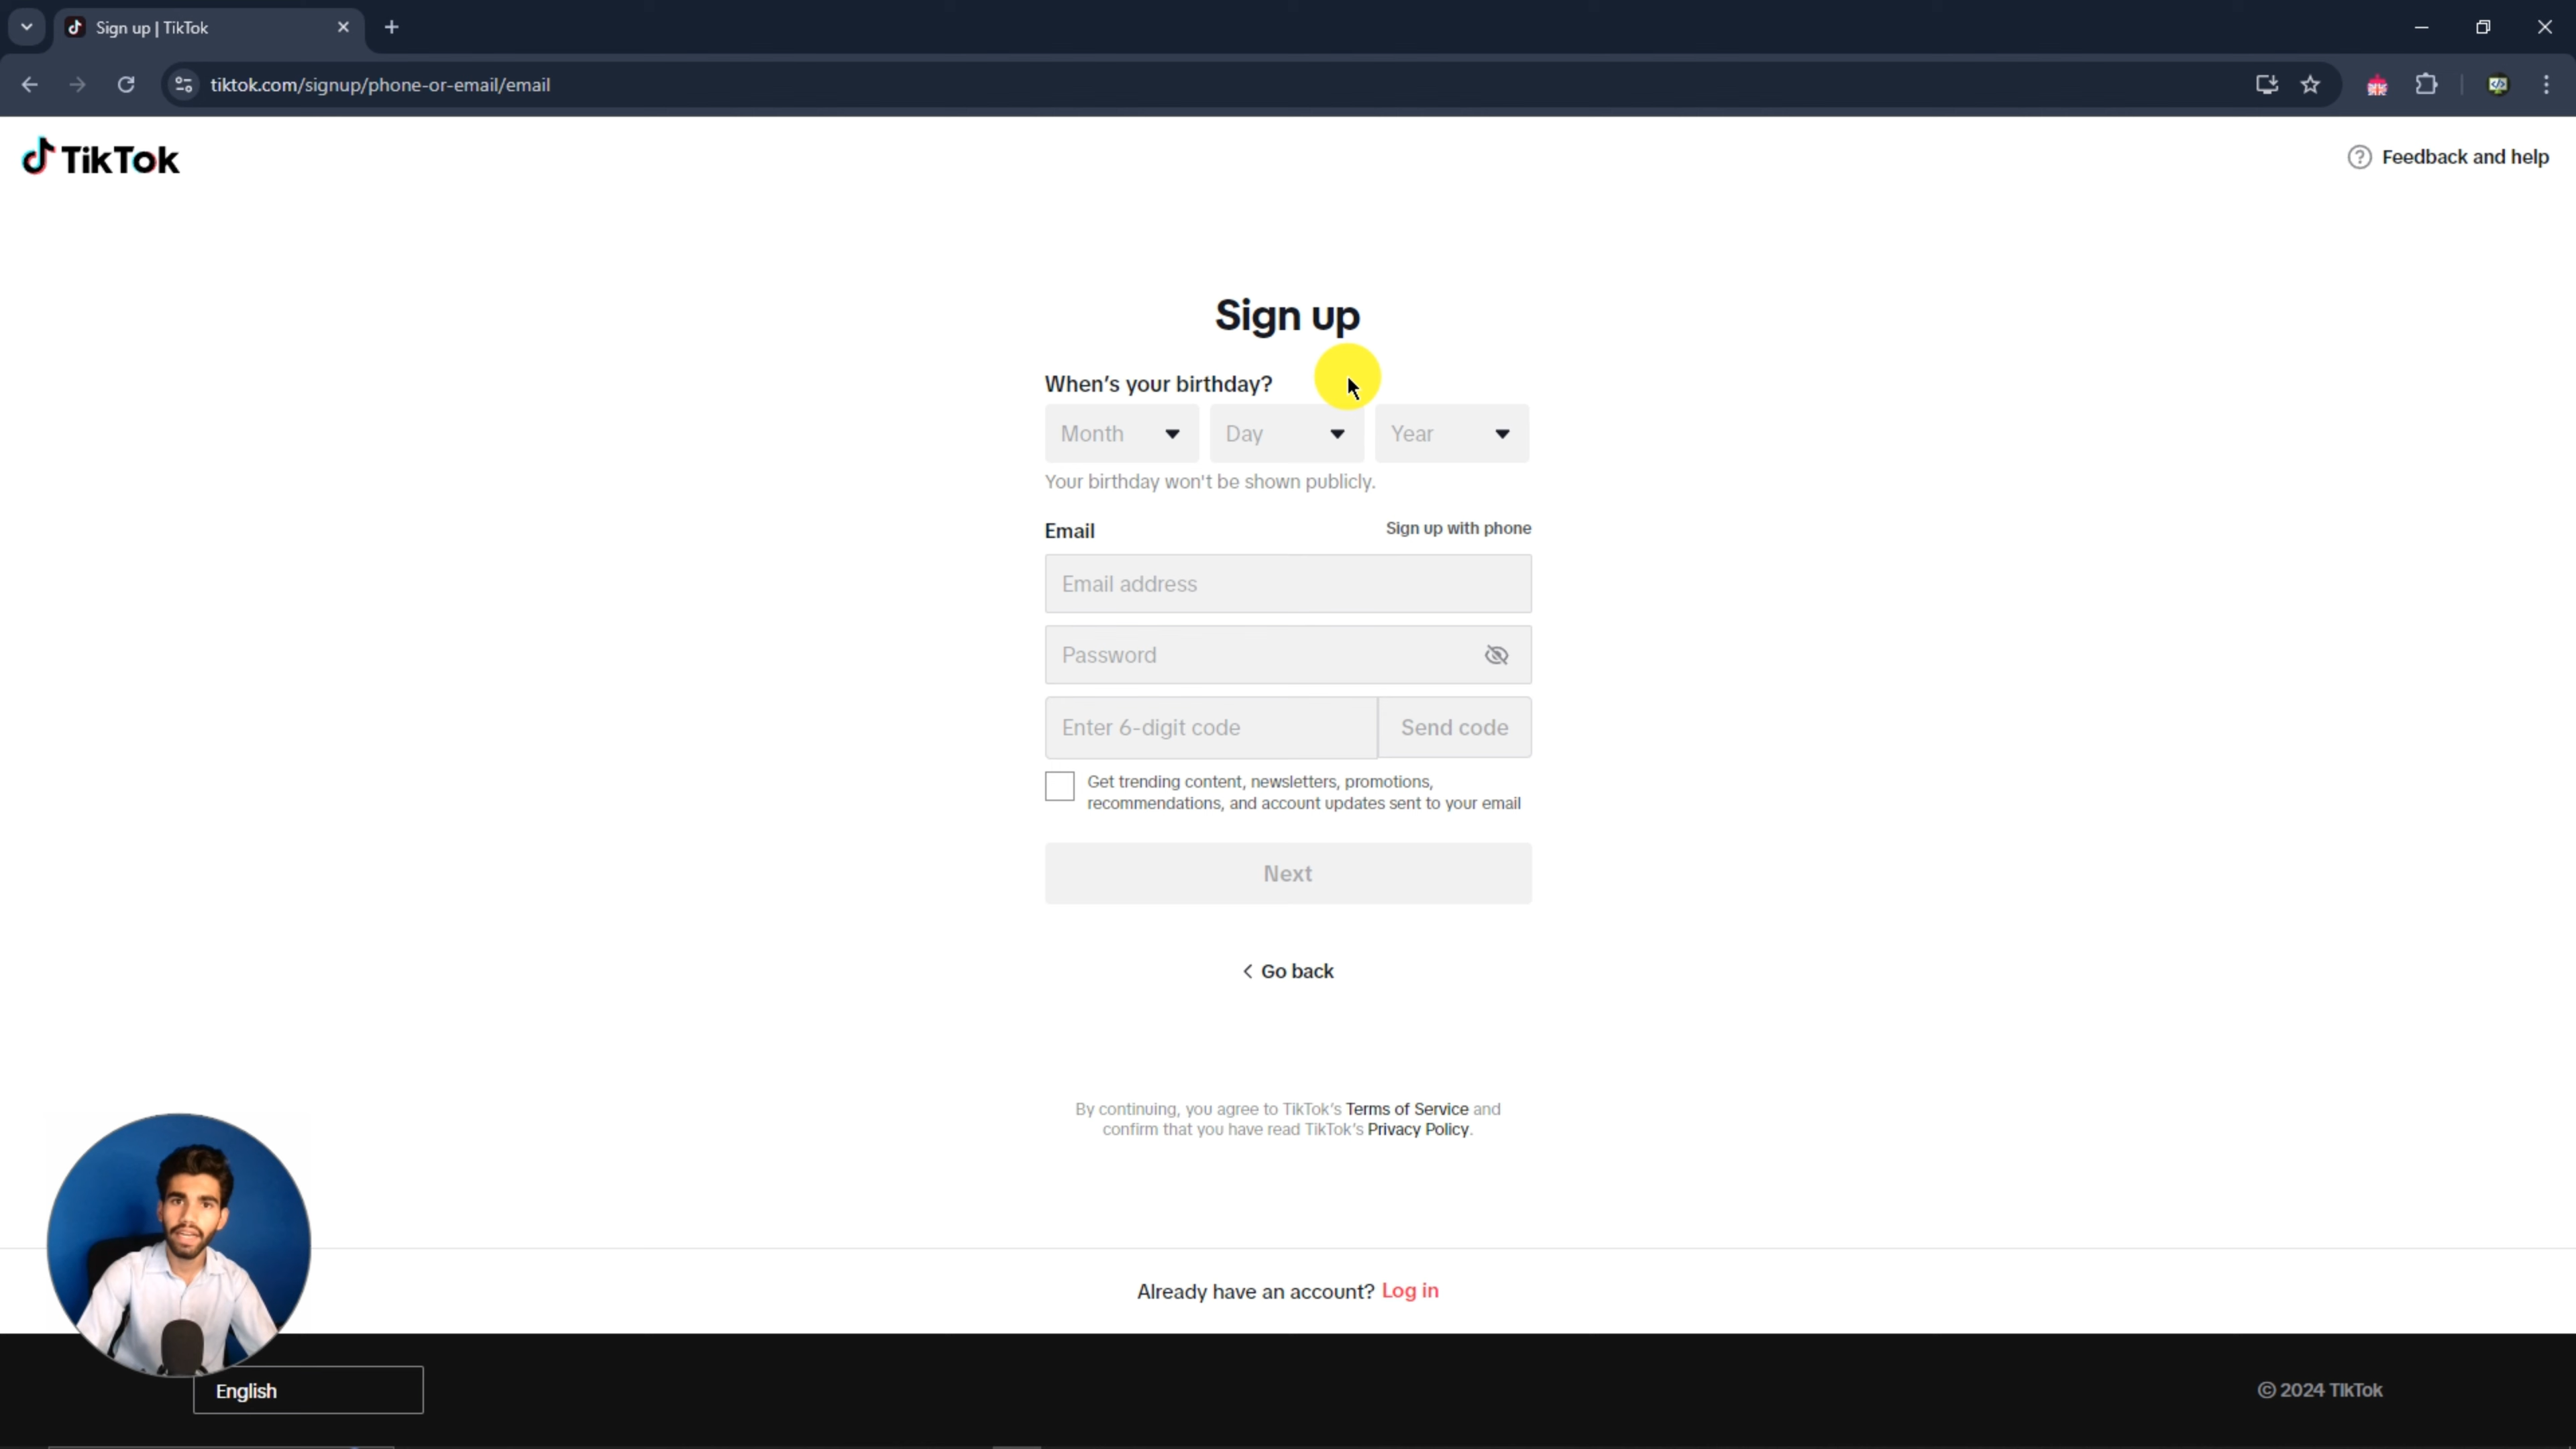 Sign up | TikTok
tiktok.com/signup/phone-or-email/email
TikTok
Feedback and help
Sign up
When's your birthday?
Month Day Year
Your birthday won't be shown publicly.
Email Sign up with phone
Email address
Password
Enter 6-digit code Send code
Get trending content, newsletters, promotions,
recommendations, and account updates sent to your email
Next
Go back
By continuing, you agree to TikTok's Terms of Service and
confirm that you have read TikTok's Privacy Policy.
Already have an account? Log in
English
© 2024 TikTok